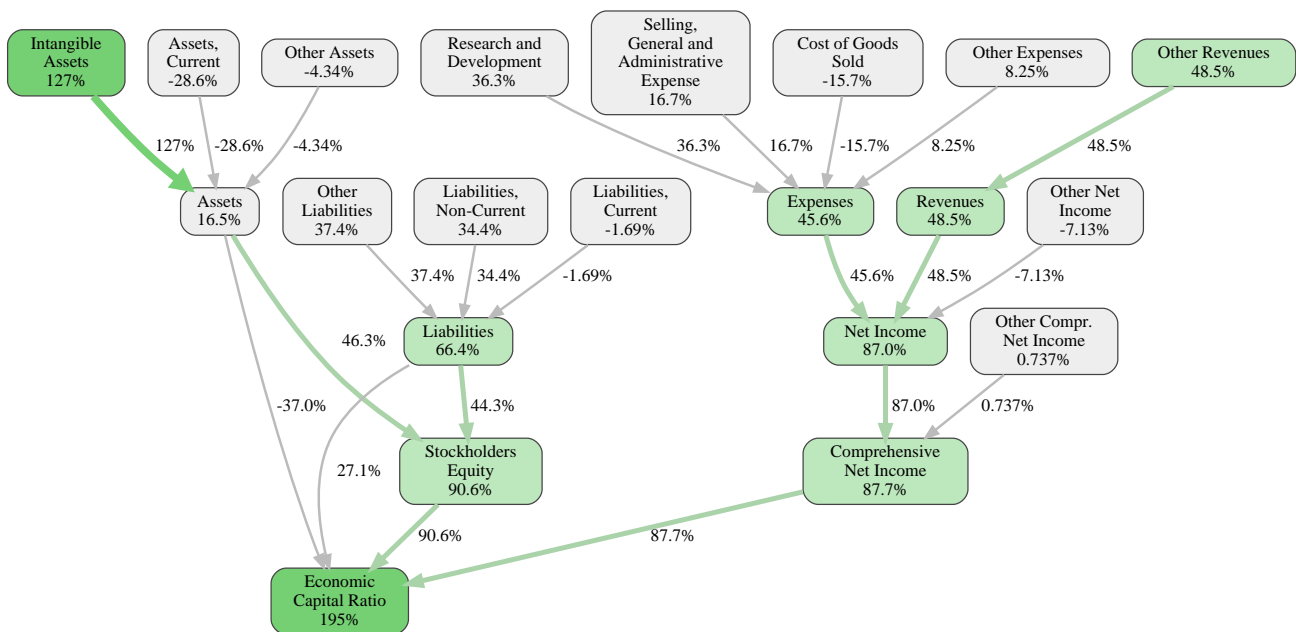 Intangible
Assets
127%
Assets,
Current
-28.6%
Other Assets
-4.34%
Research and
Development
36.3%
Selling,
General and
Administrative
Expense
16.7%
Cost of Goods
Sold
-15.7%
Other Expenses
8.25%
Other Revenues
48.5%
127%
-28.6%
-4.34%
36.3%
16.7%
-15.7%
8.25%
48.5%
Assets
16.5%
Other
Liabilities
37.4%
Liabilities,
Non-Current
34.4%
Liabilities,
Current
-1.69%
Expenses
45.6%
Revenues
48.5%
Other Net
Income
-7.13%
37.4%
34.4%
-1.69%
45.6%
48.5%
-7.13%
46.3%
Liabilities
66.4%
Net Income
87.0%
Other Compr.
Net Income
0.737%
-37.0%
44.3%
87.0%
0.737%
27.1%
Stockholders
Equity
90.6%
Comprehensive
Net Income
87.7%
90.6%
87.7%
Economic
Capital Ratio
195%